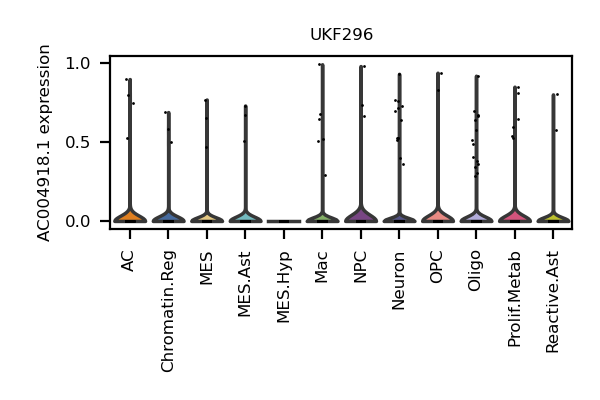 UKF296
AC004918.1 expression
1.0
0.5
0.0
AC
Chromatin.Reg
MES
MES.Ast
MES.Hyp
Mac
NPC
Neuron
OPC
Oligo
Prolif.Metab
Reactive.Ast